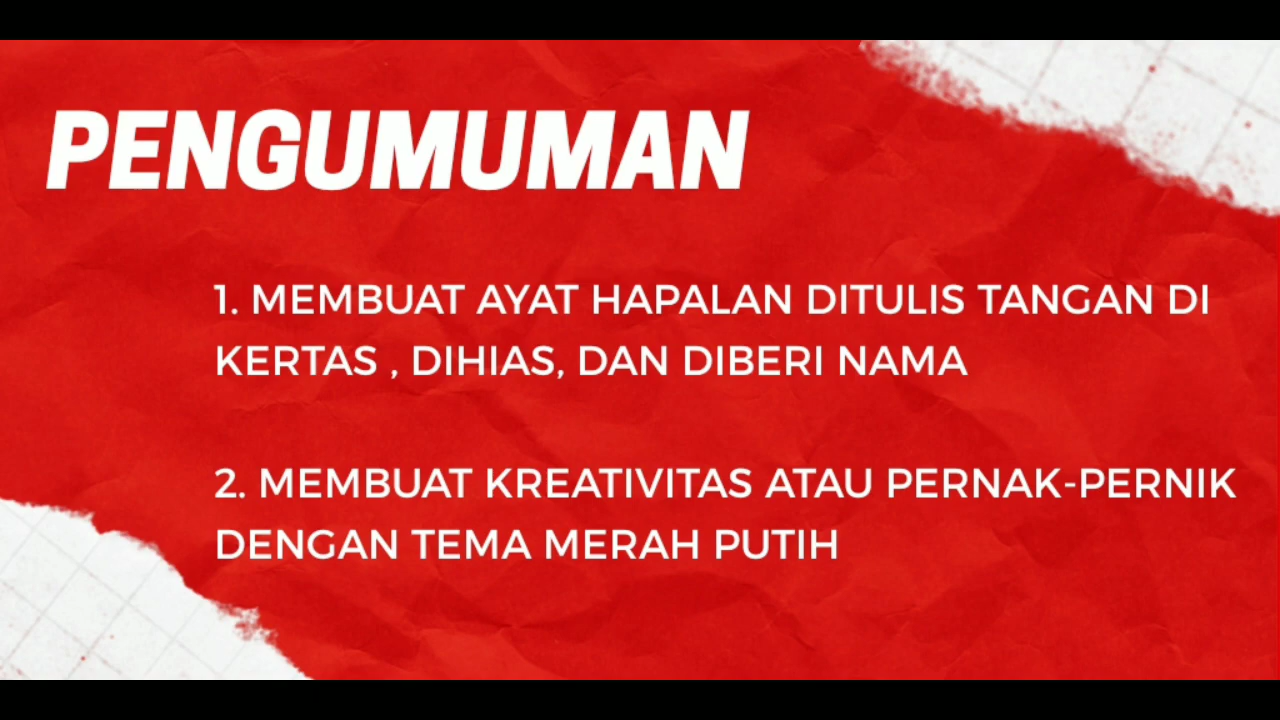 PENGUMUMAN
1. MEMBUAT AYAT HAPALAN DITULIS TANGAN DI
KERTAS , DIHIAS, DAN DIBERI NAMA
2. MEMBUAT KREATIVITAS ATAU PERNAK-PERNIK
DENGAN TEMA MERAH PUTIH